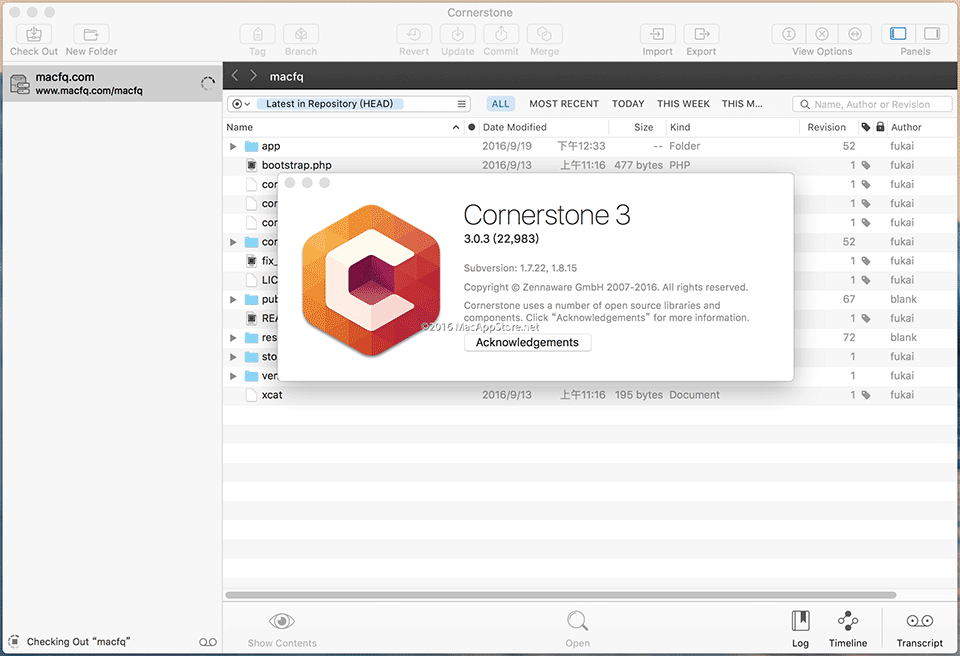 Cornerstone
Check Out New Folder Tag Branch Revert Update Commit Merge Import Export View Options Panels
macfq.com
www.macfq.com/macfq
macfq
Latest in Repository (HEAD) ALL MOST RECENT TODAY THIS WEEK THIS M... Name, Author or Revision
Name Date Modified Size Kind Revision Author
app 2016/9/19 下午12:33 -- Folder 52 fukai
bootstrap.php 2016/9/13 上午11:16 477 bytes PHP 1 fukai
cor 1 fukai
cor 1 fukai
cor 1 fukai
cor 52 fukai
fix_ 1 fukai
LIC 1 fukai
pub 67 blank
REA 1 fukai
res 72 blank
sto 1 fukai
ven 1 fukai
xcat 2016/9/13 上午11:16 195 bytes Document 1 fukai
Cornerstone 3
3.0.3 (22,983)
Subversion: 1.7.22, 1.8.15
Copyright © Zennaware GmbH 2007-2016. All rights reserved.
Cornerstone uses a number of open source libraries and
components. Click “Acknowledgements” for more information.
©2016 MacAppStore.net
Acknowledgements
Checking Out “macfq”
Show Contents Open Log Timeline Transcript